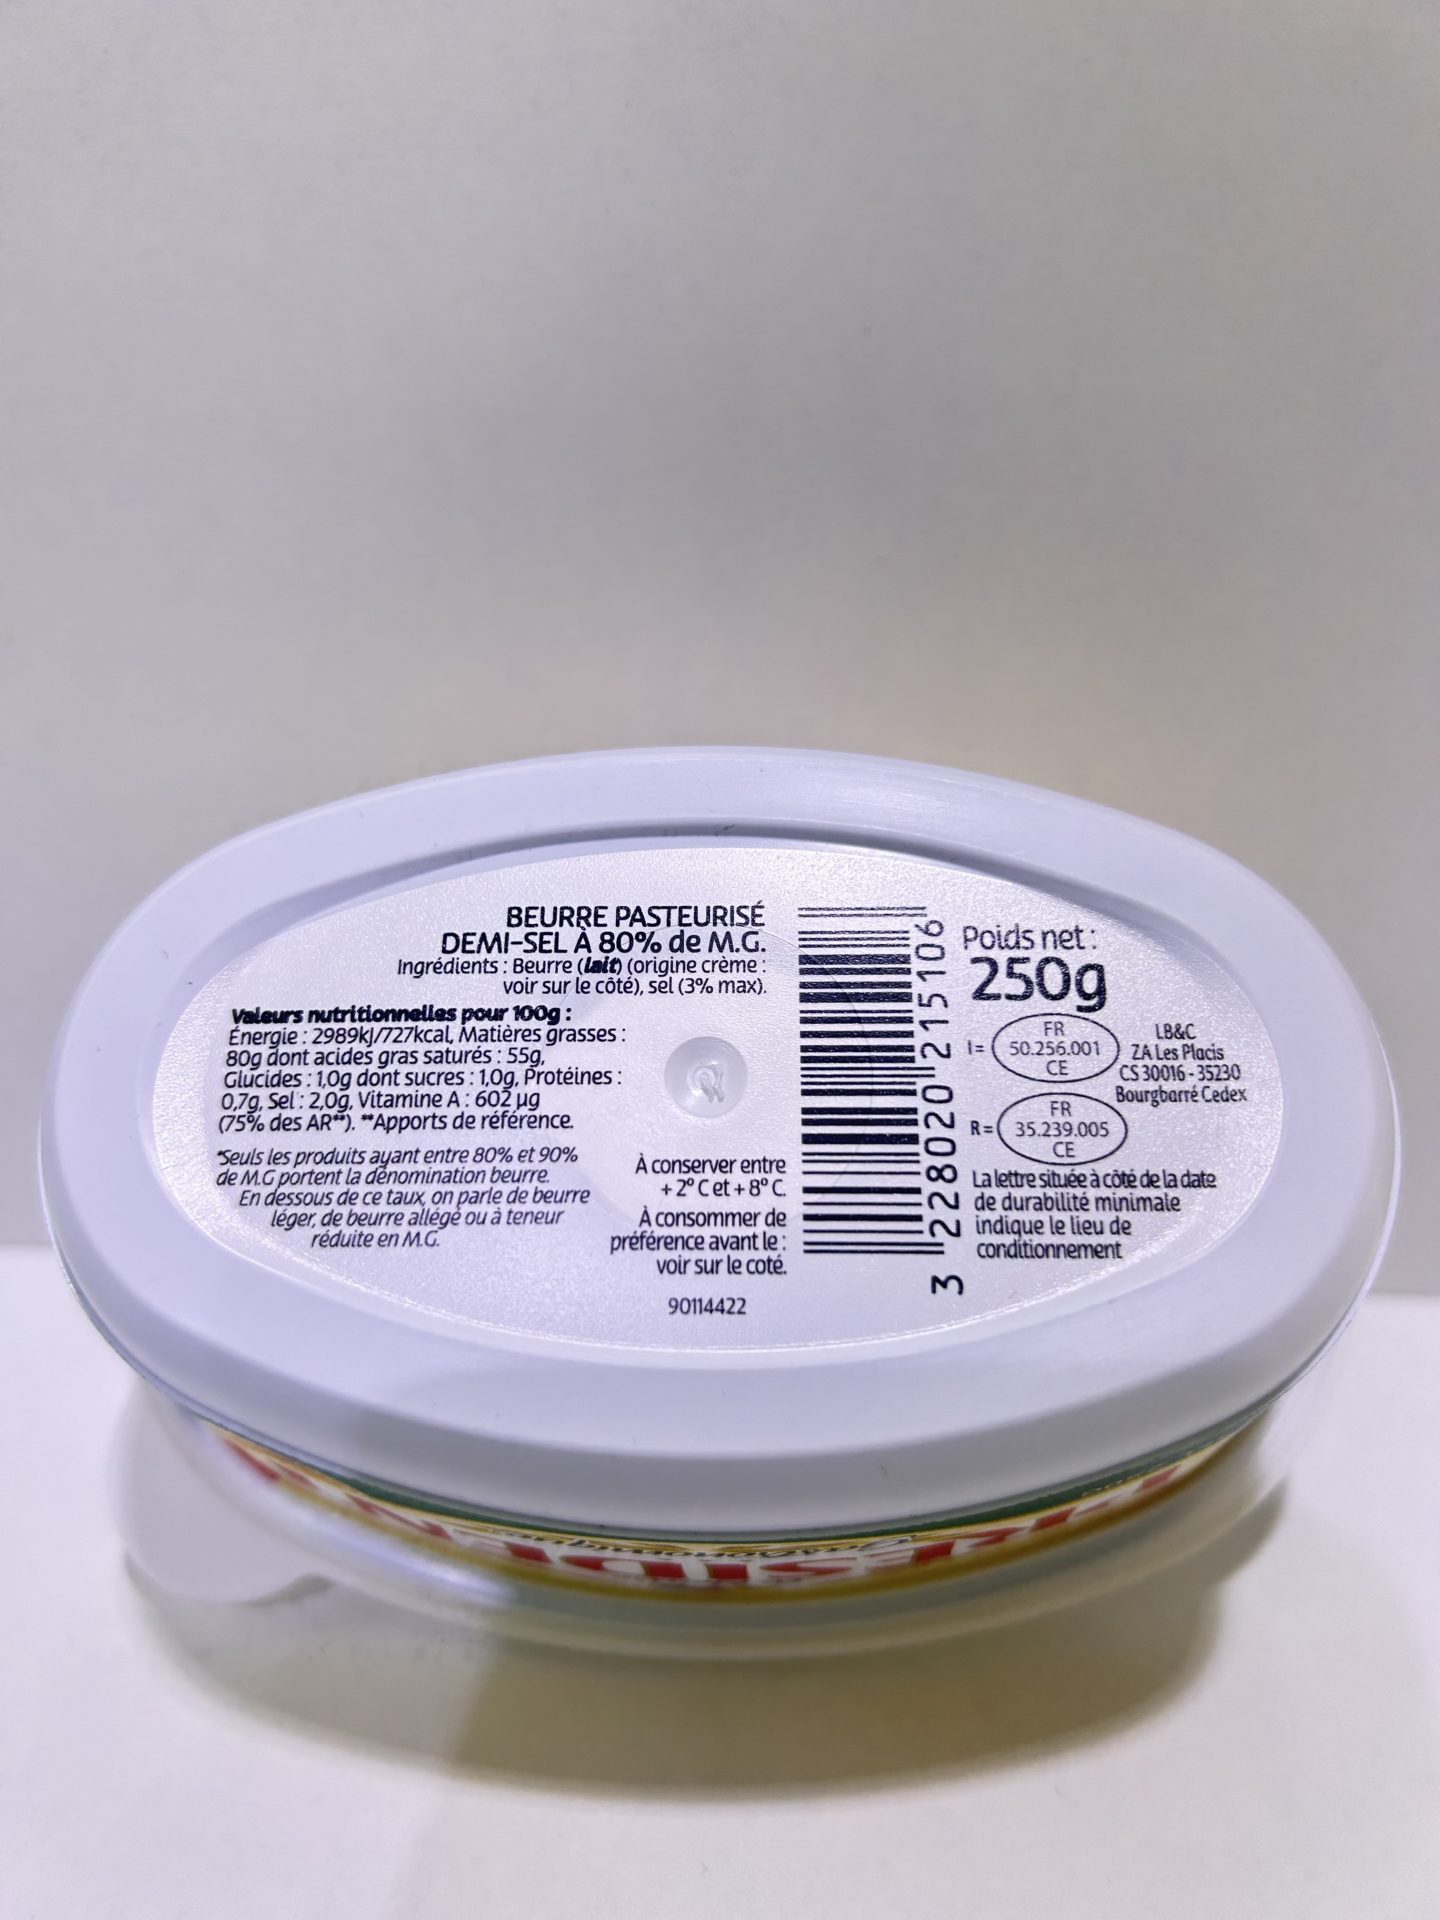 BEURRE PASTEURISÉ
DEMI-SEL À 80% de M.G.
Ingrédients : Beurre (lait) (origine crème :
voir sur le côté), sel (3% max).
Valeurs nutritionnelles pour 100g :
Énergie : 2989kJ/727kcal, Matières grasses :
80g dont acides gras saturés : 55g,
Glucides : 1,0g dont sucres : 1,0g, Protéines :
0,7g, Sel : 2,0g, Vitamine A : 602 µg
(75% des AR**). **Apports de référence.
*Seuls les produits ayant entre 80% et 90%
de M.G portent la dénomination beurre.
En dessous de ce taux, on parle de beurre
léger, de beurre allégé ou à teneur
réduite en M.G.
À conserver entre
+ 2° C et + 8° C.
À consommer de
préférence avant le :
voir sur le coté.
90114422
3 228020 215106
Poids net :
250g
I = FR
50.256.001
CE
R = FR
35.239.005
CE
LB&C
ZA Les Placis
CS 30016 - 35230
Bourgbarré Cedex
La lettre située à côté de la date
de durabilité minimale
indique le lieu de
conditionnement
PRESIDENT